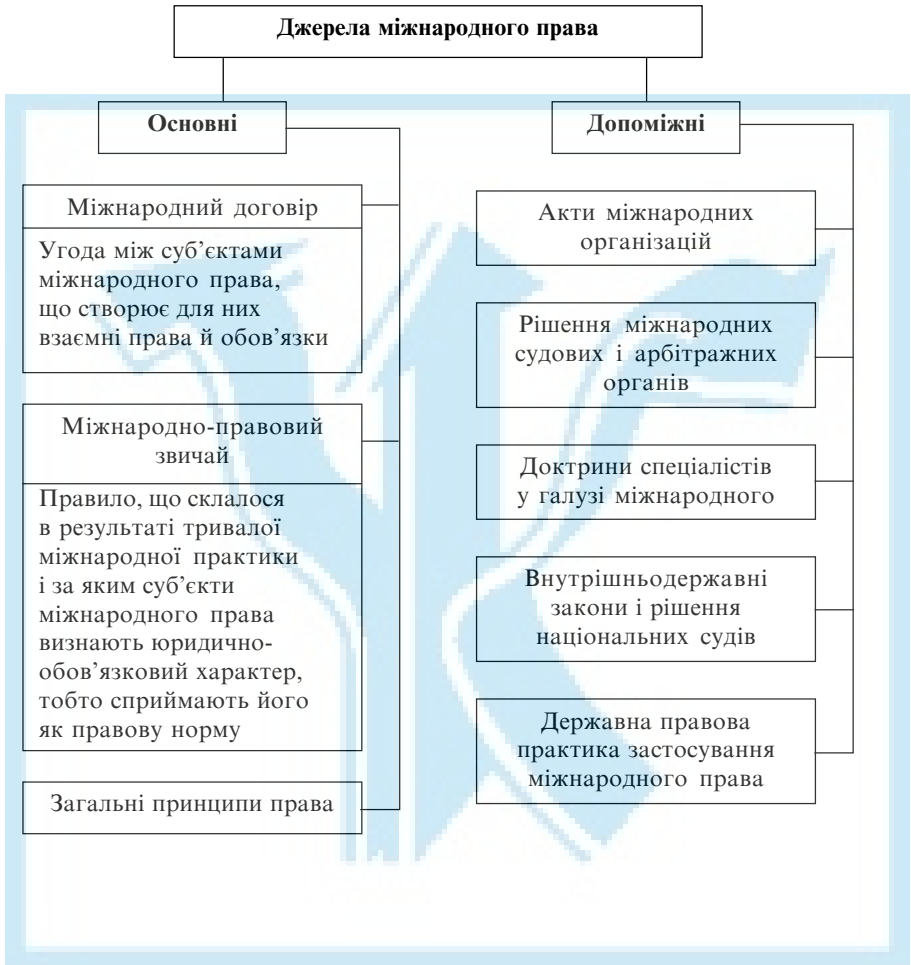 Джерела міжнародного права
Основні
Міжнародний договір
Угода між суб’єктами
міжнародного права,
що створює для них
взаємні права й обов’язки
Міжнародно-правовий
звичай
Правило, що склалося
в результаті тривалої
міжнародної практики
і за яким суб’єкти
міжнародного права
визнають юридично-
обов’язковий характер,
тобто сприймають його
як правову норму
Загальні принципи права
Допоміжні
Акти міжнародних
організацій
Рішення міжнародних
судових і арбітражних
органів
Доктрини спеціалістів
у галузі міжнародного
Внутрішньодержавні
закони і рішення
національних судів
Державна правова
практика застосування
міжнародного права